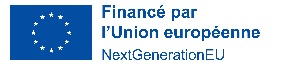 Financé par
l’Union européenne
NextGenerationEU